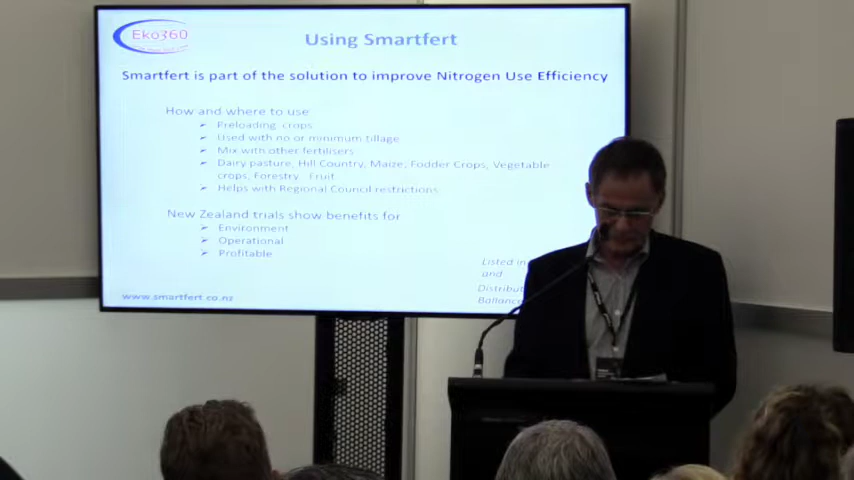 Eko360
Using Smartfert
Smartfert is part of the solution to improve Nitrogen Use Efficiency
How and where to use
➢ Preloading crops
➢ Used with no or minimum tillage
➢ Mix with other fertilisers
➢ Dairy pasture, Hill Country, Maize, Fodder Crops, Vegetable
crops, Forestry Fruit
➢ Helps with Regional Council restrictions
New Zealand trials show benefits for
➢ Environment
➢ Operational
➢ Profitable
Listed in
and
Distribut
Ballance
www.smartfert.co.nz